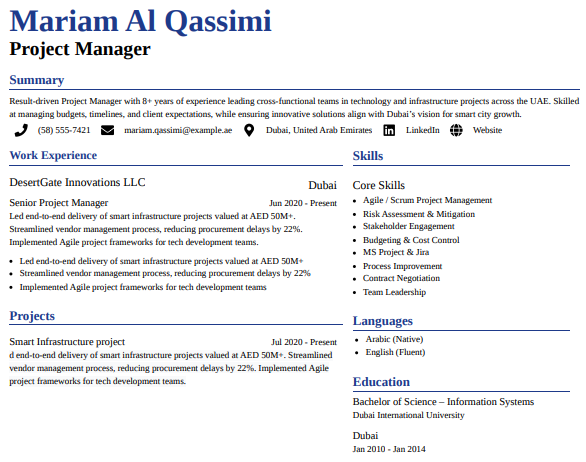 Mariam Al Qassimi
Project Manager
Summary
Result-driven Project Manager with 8+ years of experience leading cross-functional teams in technology and infrastructure projects across the UAE. Skilled
at managing budgets, timelines, and client expectations, while ensuring innovative solutions align with Dubai's vision for smart city growth.
(58) 555-7421 mariam.qassimi@example.ae Dubai, United Arab Emirates LinkedIn Website
Work Experience
DesertGate Innovations LLC Dubai
Senior Project Manager Jun 2020 - Present
Led end-to-end delivery of smart infrastructure projects valued at AED 50M+.
Streamlined vendor management process, reducing procurement delays by 22%.
Implemented Agile project frameworks for tech development teams.
• Led end-to-end delivery of smart infrastructure projects valued at AED 50M+
• Streamlined vendor management process, reducing procurement delays by 22%
• Implemented Agile project frameworks for tech development teams
Projects
Smart Infrastructure project Jul 2020 - Present
d end-to-end delivery of smart infrastructure projects valued at AED 50M+. Streamlined
vendor management process, reducing procurement delays by 22%. Implemented Agile
project frameworks for tech development teams.
Skills
Core Skills
• Agile / Scrum Project Management
• Risk Assessment & Mitigation
• Stakeholder Engagement
• Budgeting & Cost Control
• MS Project & Jira
• Process Improvement
• Contract Negotiation
• Team Leadership
Languages
• Arabic (Native)
• English (Fluent)
Education
Bachelor of Science – Information Systems
Dubai International University
Dubai
Jan 2010 - Jan 2014